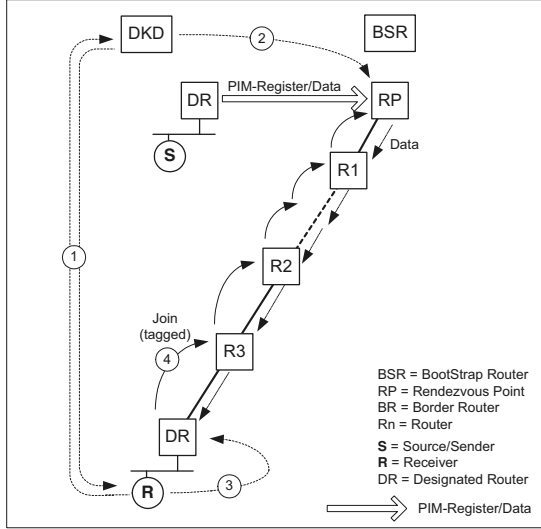 DKD
2
BSR
DR
PIM-Register/Data
RP
S
Data
R1
1
R2
Join
(tagged)
4
R3
BSR = BootStrap Router
RP = Rendezvous Point
BR = Border Router
Rn = Router
DR
S = Source/Sender
R = Receiver
DR = Designated Router
R
3
PIM-Register/Data